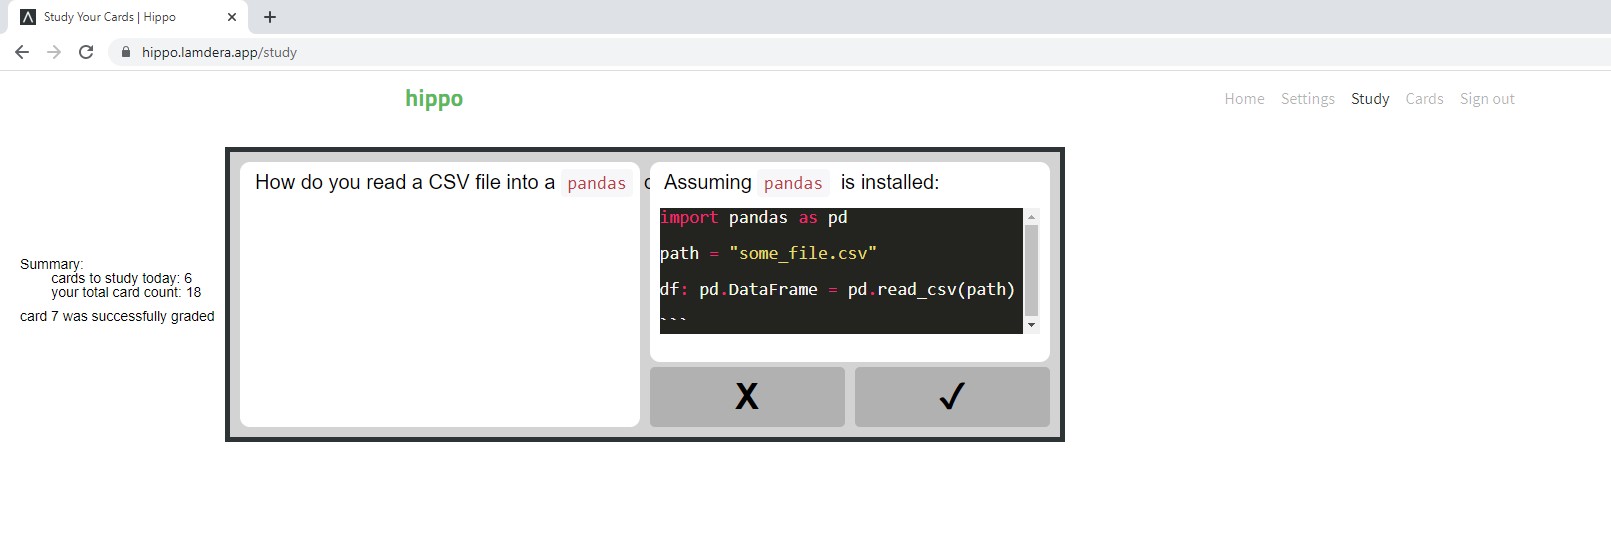 Study Your Cards | Hippo
hippo.lamdera.app/study
hippo
Home Settings Study Cards Sign out
How do you read a CSV file into a pandas
Assuming pandas is installed:
import pandas as pd
path = "some_file.csv"
df: pd.DataFrame = pd.read_csv(path)
```
Summary:
cards to study today: 6
your total card count: 18
card 7 was successfully graded
X ✓